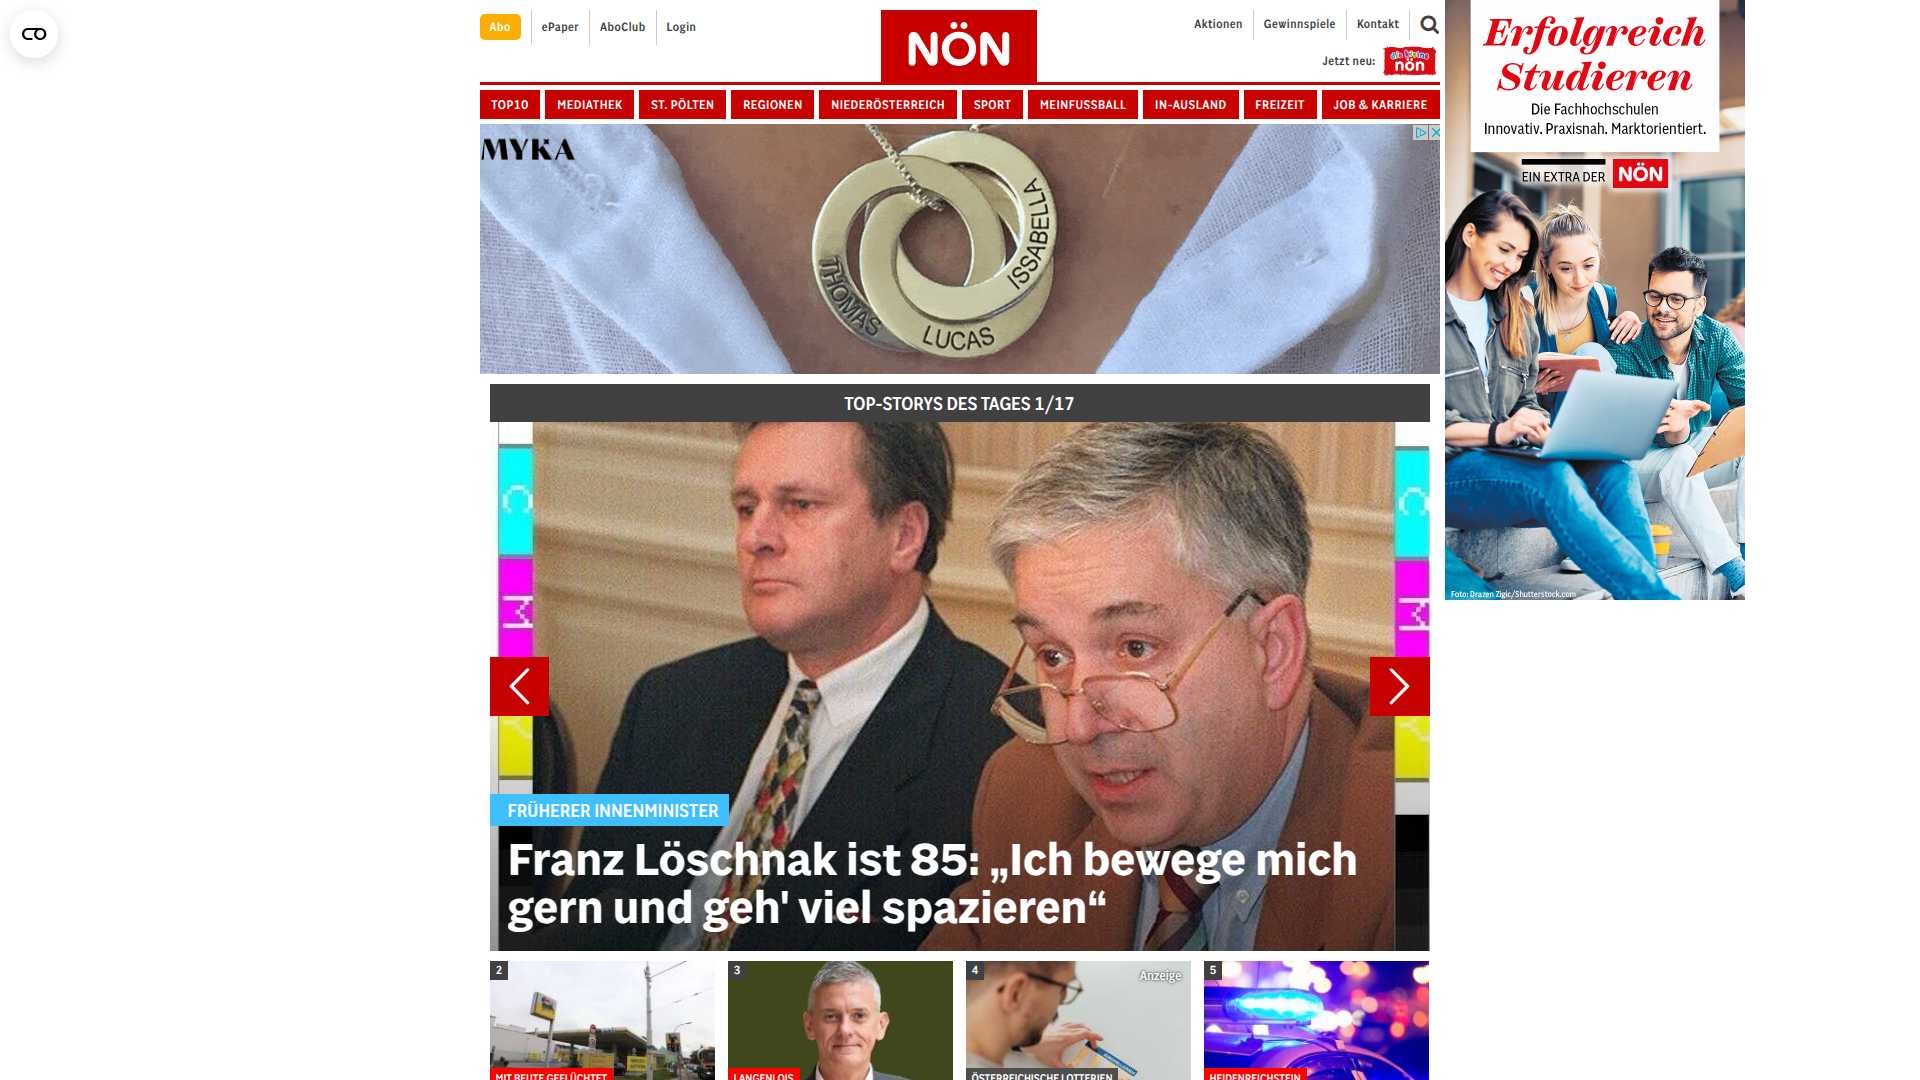 Abo
ePaper
AboClub
Login
NÖN
Aktionen
Gewinnspiele
Kontakt
Jetzt neu:
die kleine
nön
TOP10
MEDIATHEK
ST. PÖLTEN
REGIONEN
NIEDERÖSTERREICH
SPORT
MEINFUSSBALL
IN-AUSLAND
FREIZEIT
JOB & KARRIERE
MYKA
THOMAS
LUCAS
ISSABELLA
Erfolgreich
Studieren
Die Fachhochschulen
Innovativ. Praxisnah. Marktorientiert.
EIN EXTRA DER NÖN
Foto: Drazen Zigic/Shutterstock.com
TOP-STORYS DES TAGES 1/17
C
M
C
M
FRÜHERER INNENMINISTER
Franz Löschnak ist 85: „Ich bewege mich
gern und geh' viel spazieren“
2
MIT BEUTE GEFLÜCHTET
3
LANGENLOIS
4
Anzeige
ÖSTERREICHISCHE LOTTERIEN
5
HEIDENREICHSTEIN